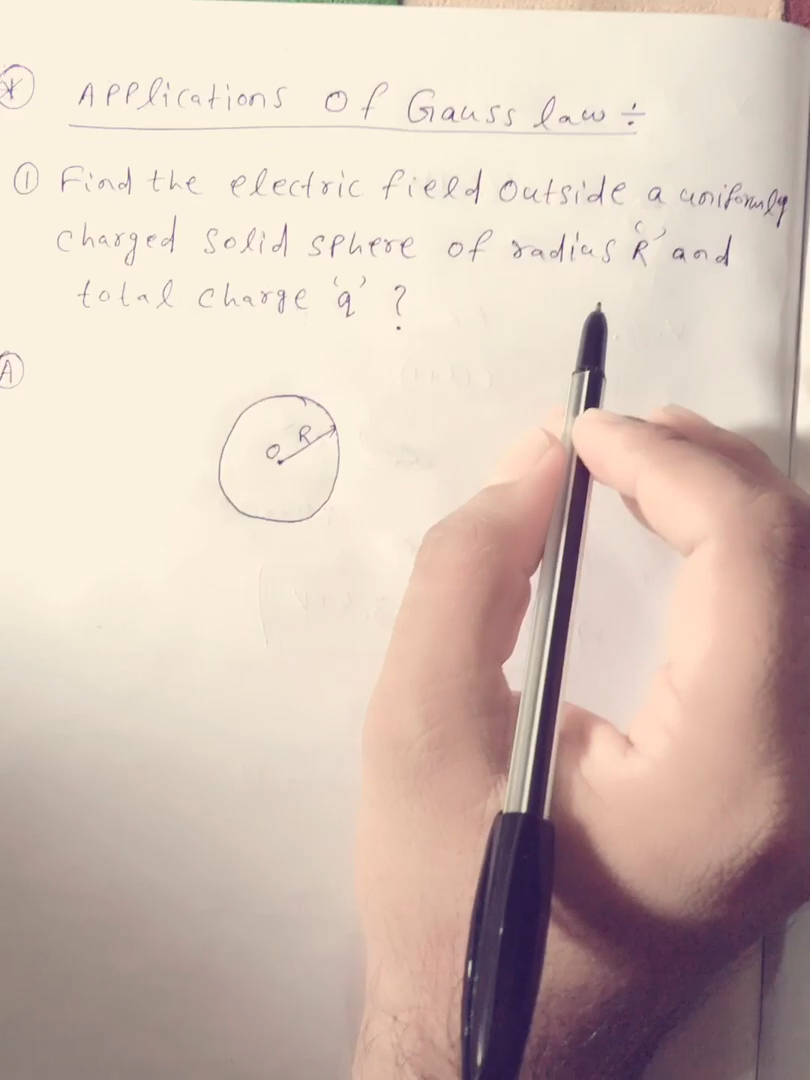 * Applications of Gauss law ÷
① Find the electric field outside a uniformly
charged solid sphere of radius 'R' and
total charge 'q' ?
Ⓐ
R
O